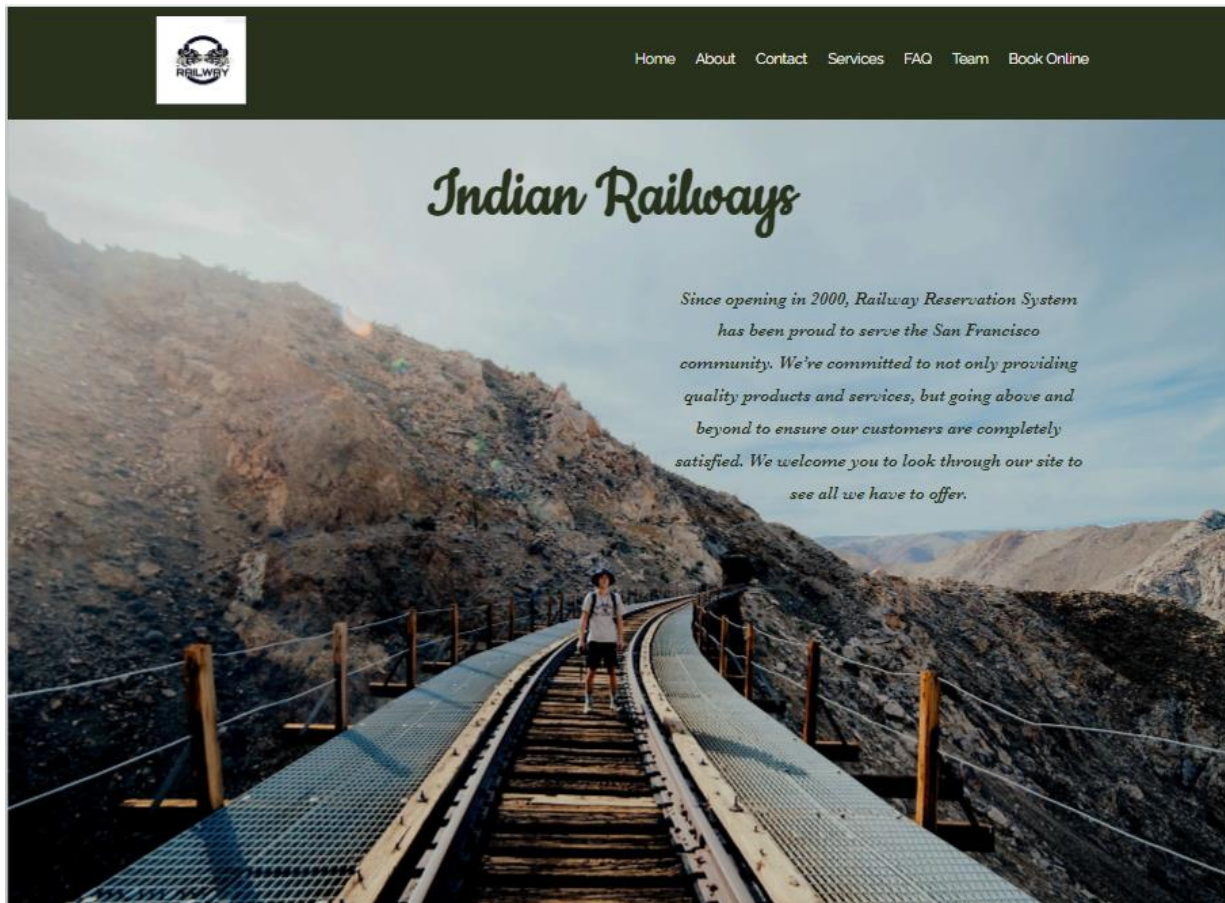 RAILWAY
Home About Contact Services FAQ Team Book Online
Indian Railways
Since opening in 2000, Railway Reservation System
has been proud to serve the San Francisco
community. We're committed to not only providing
quality products and services, but going above and
beyond to ensure our customers are completely
satisfied. We welcome you to look through our site to
see all we have to offer.